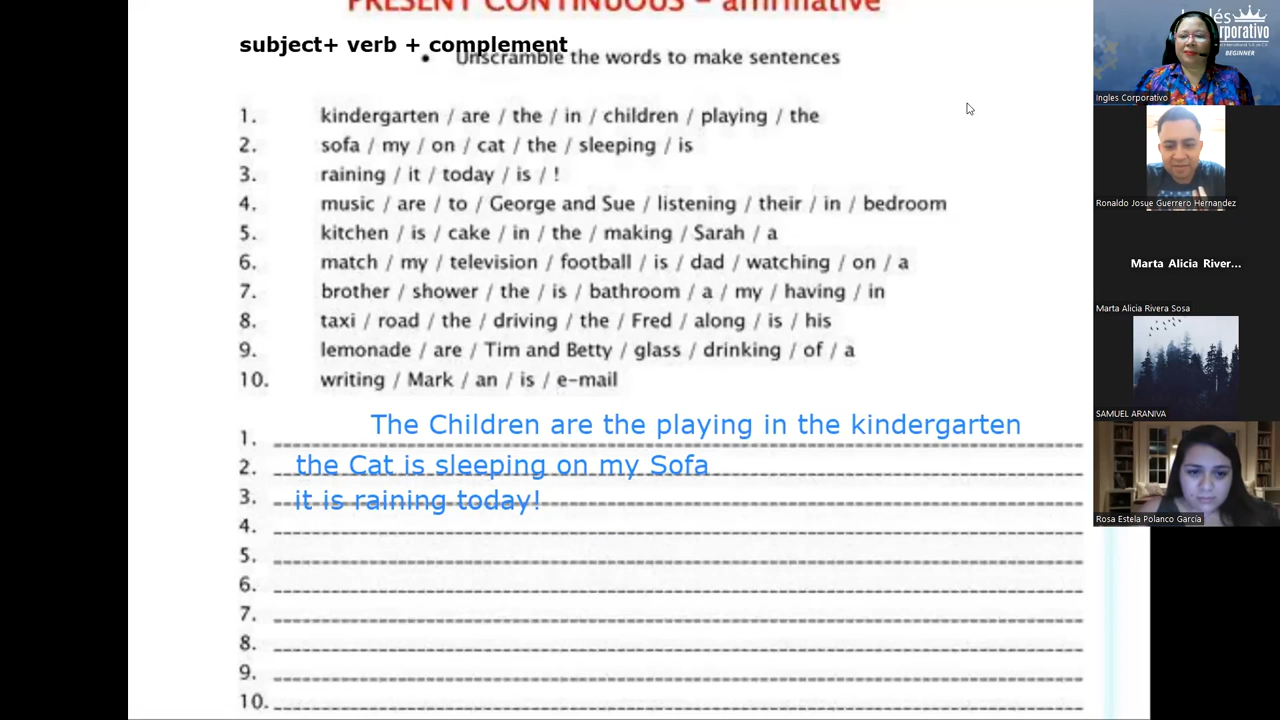 PRESENT CONTINUOUS – affirmative
subject+ verb + complement
• Unscramble the words to make sentences
1. kindergarten / are / the / in / children / playing / the
2. sofa / my / on / cat / the / sleeping / is
3. raining / it / today / is / !
4. music / are / to / George and Sue / listening / their / in / bedroom
5. kitchen / is / cake / in / the / making / Sarah / a
6. match / my / television / football / is / dad / watching / on / a
7. brother / shower / the / is / bathroom / a / my / having / in
8. taxi / road / the / driving / the / Fred / along / is / his
9. lemonade / are / Tim and Betty / glass / drinking / of / a
10. writing / Mark / an / is / e-mail
1. The Children are the playing in the kindergarten
2. the Cat is sleeping on my Sofa
3. it is raining today!
4.
5.
6.
7.
8.
9.
10.
Inglés
Corporativo
BEGINNER
Ingles Corporativo
Ronaldo Josue Guerrero Hernandez
Marta Alicia River...
Marta Alicia Rivera Sosa
SAMUEL ARANIVA
Rosa Estela Polanco García